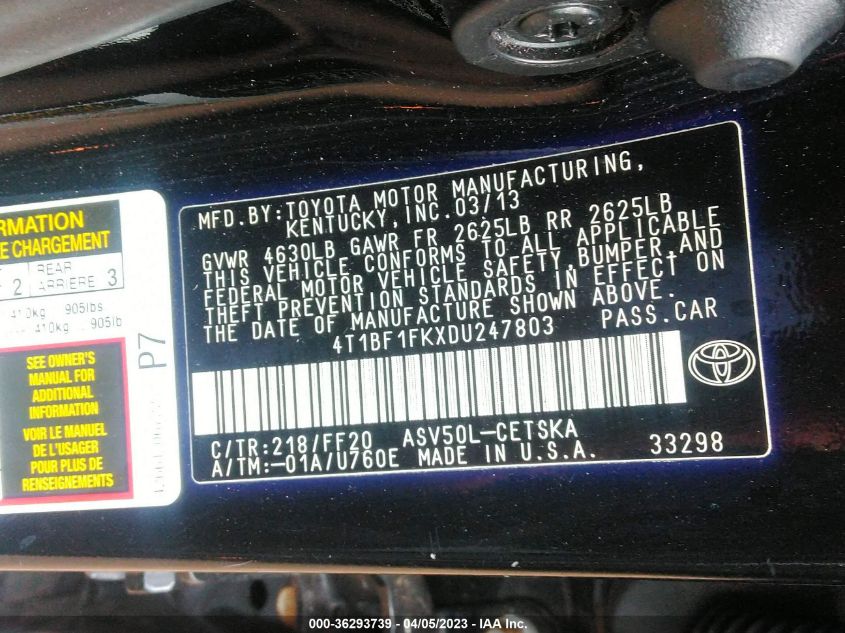 MFD.BY:TOYOTA MOTOR MANUFACTURING,
KENTUCKY, INC.03/13
GVWR 4630LB GAWR FR 2625LB RR 2625LB
THIS VEHICLE CONFORMS TO ALL APPLICABLE
FEDERAL MOTOR VEHICLE SAFETY,BUMPER,AND
THEFT PREVENTION STANDARDS IN EFFECT ON
THE DATE OF MANUFACTURE SHOWN ABOVE.
4T1BF1FKXDU247803 PASS.CAR
C/TR:218/FF20 ASV50L-CETSKA
A/TM:-01A/U760E MADE IN U.S.A. 33298
RMATION
E CHARGEMENT
2 REAR
ARRIÈRE 3
410kg 905lbs
410kg 905lb
P7
SEE OWNER'S
MANUAL FOR
ADDITIONAL
INFORMATION
VOIR LE MANUEL
DE L'USAGER
POUR PLUS DE
RENSEIGNEMENTS
000-36293739 - 04/05/2023 - IAA Inc.